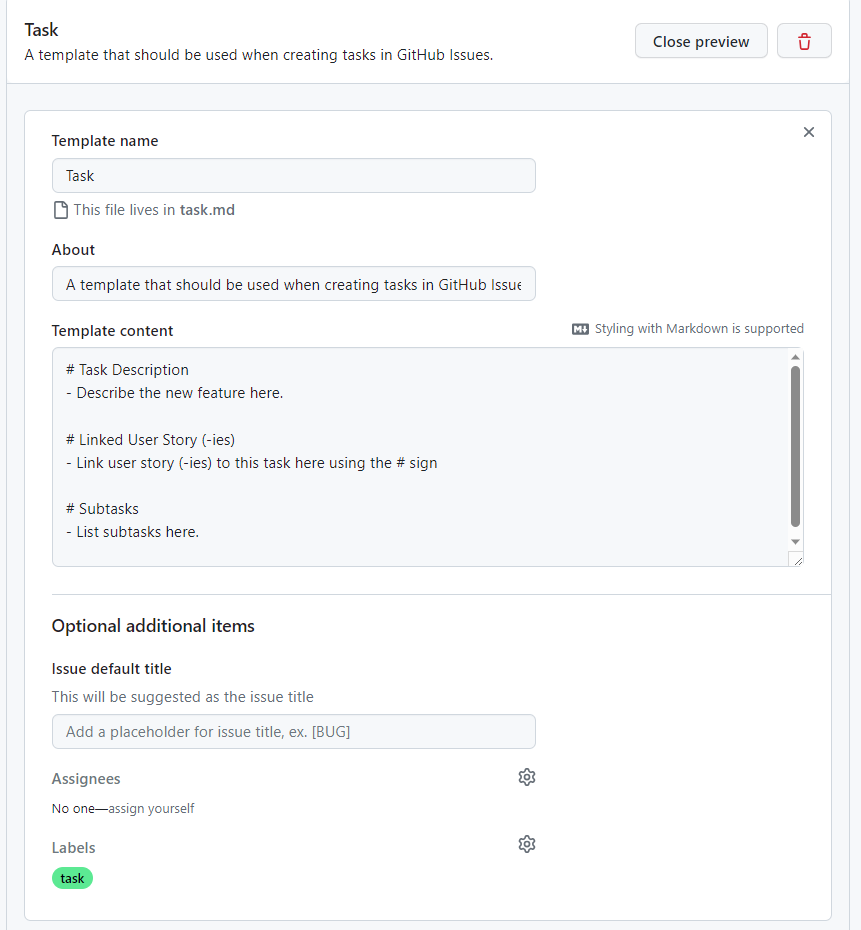 Task
A template that should be used when creating tasks in GitHub Issues.
Close preview
Template name
Task
This file lives in task.md
About
A template that should be used when creating tasks in GitHub Issue
Template content
Styling with Markdown is supported
# Task Description
- Describe the new feature here.
# Linked User Story (-ies)
- Link user story (-ies) to this task here using the # sign
# Subtasks
- List subtasks here.
Optional additional items
Issue default title
This will be suggested as the issue title
Add a placeholder for issue title, ex. [BUG]
Assignees
No one—assign yourself
Labels
task